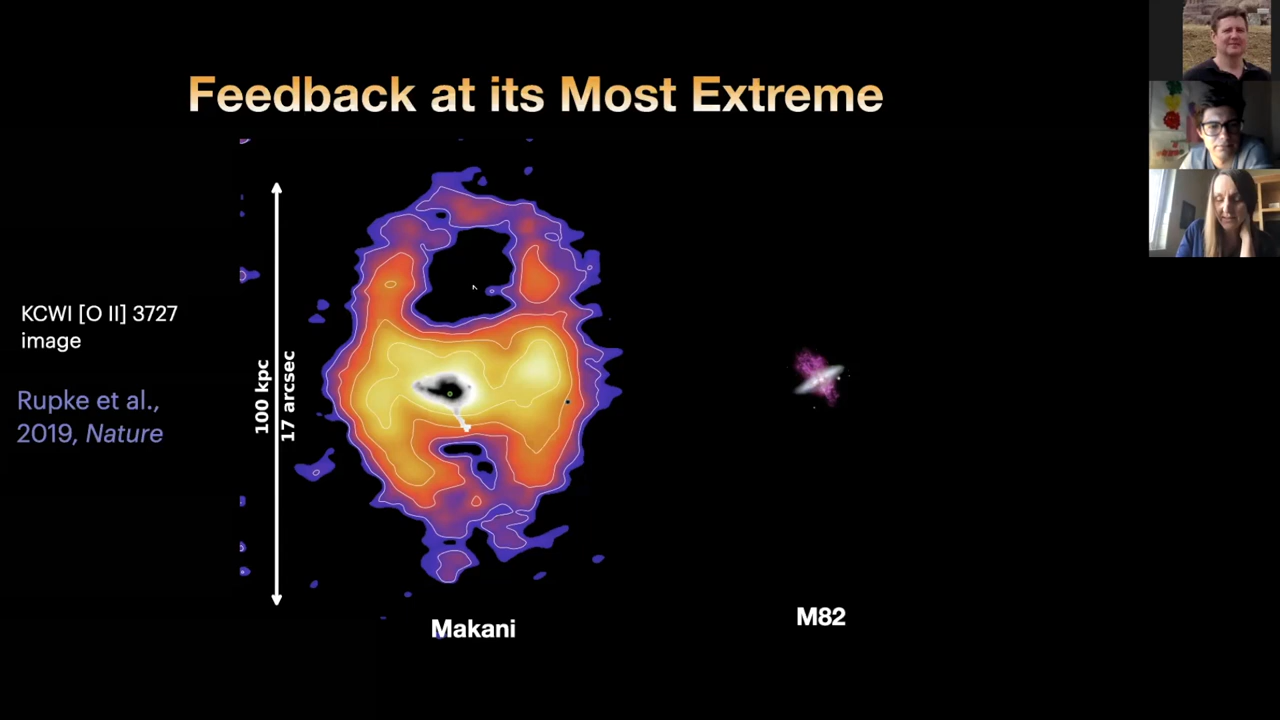 Feedback at its Most Extreme
KCWI [O II] 3727
image
Rupke et al.,
2019, Nature
100 kpc
17 arcsec
Makani
M82